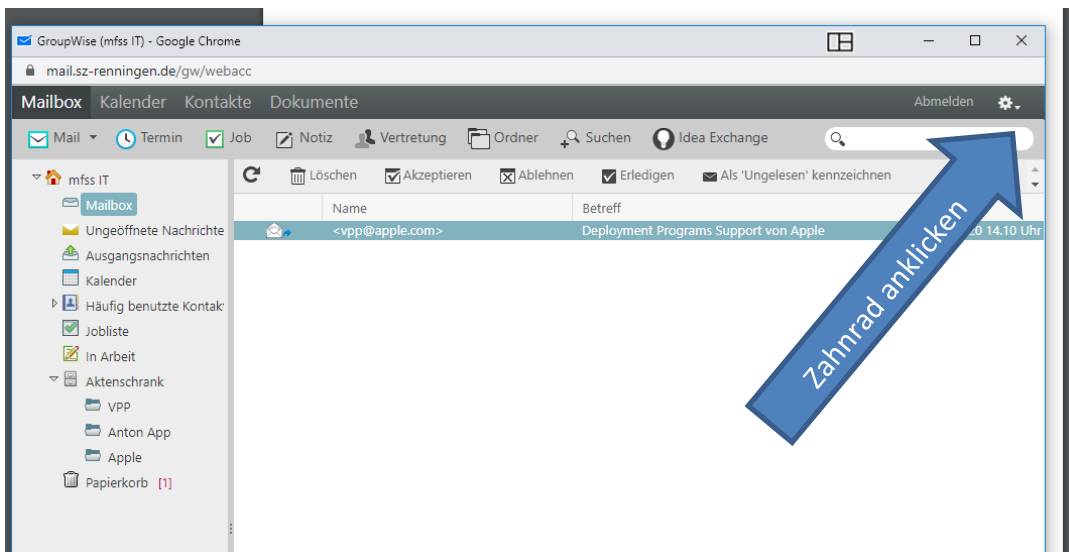 GroupWise (mfss IT) - Google Chrome
mail.sz-renningen.de/gw/webacc
Mailbox Kalender Kontakte Dokumente Abmelden
Mail Termin Job Notiz Vertretung Ordner Suchen Idea Exchange
mfss IT
Löschen Akzeptieren Ablehnen Erledigen Als 'Ungelesen' kennzeichnen
Mailbox
Name Betreff
Ungeöffnete Nachrichte
<vpp@apple.com> Deployment Programs Support von Apple 20 14.10 Uhr
Ausgangsnachrichten
Kalender
Häufig benutzte Kontak
Jobliste
In Arbeit
Aktenschrank
VPP
Anton App
Apple
Papierkorb [1]
Zahnrad anklicken